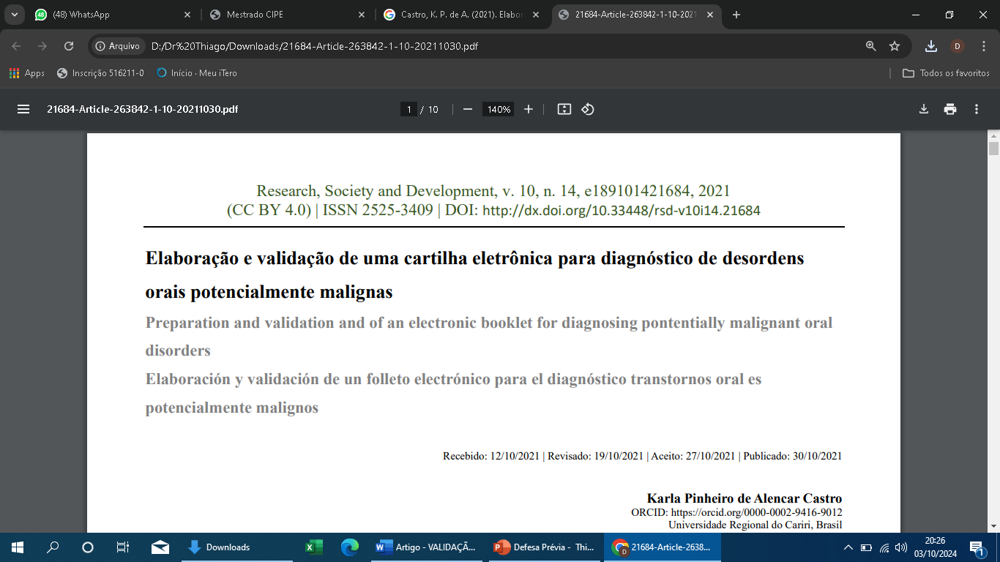 48
(48) WhatsApp
Mestrado CIPE
Castro, K. P. de A. (2021). Elabor
21684-Article-263842-1-10-2021
Arquivo
D:/Dr%20Thiago/Downloads/21684-Article-263842-1-10-20211030.pdf
D
Apps
Inscrição 516211-0
Início · Meu iTero
Todos os favoritos
21684-Article-263842-1-10-20211030.pdf
1 / 10
140%
Research, Society and Development, v. 10, n. 14, e189101421684, 2021
(CC BY 4.0) | ISSN 2525-3409 | DOI: http://dx.doi.org/10.33448/rsd-v10i14.21684
Elaboração e validação de uma cartilha eletrônica para diagnóstico de desordens
orais potencialmente malignas
Preparation and validation and of an electronic booklet for diagnosing pontentially malignant oral
disorders
Elaboración y validación de un folleto electrónico para el diagnóstico transtornos oral es
potencialmente malignos
Recebido: 12/10/2021 | Revisado: 19/10/2021 | Aceito: 27/10/2021 | Publicado: 30/10/2021
Karla Pinheiro de Alencar Castro
ORCID: https://orcid.org/0000-0002-9416-9012
Universidade Regional do Cariri, Brasil
Downloads
Artigo - VALIDAÇÃ...
Defesa Prévia - Thi...
D
21684-Article-2638...
20:26
03/10/2024
1